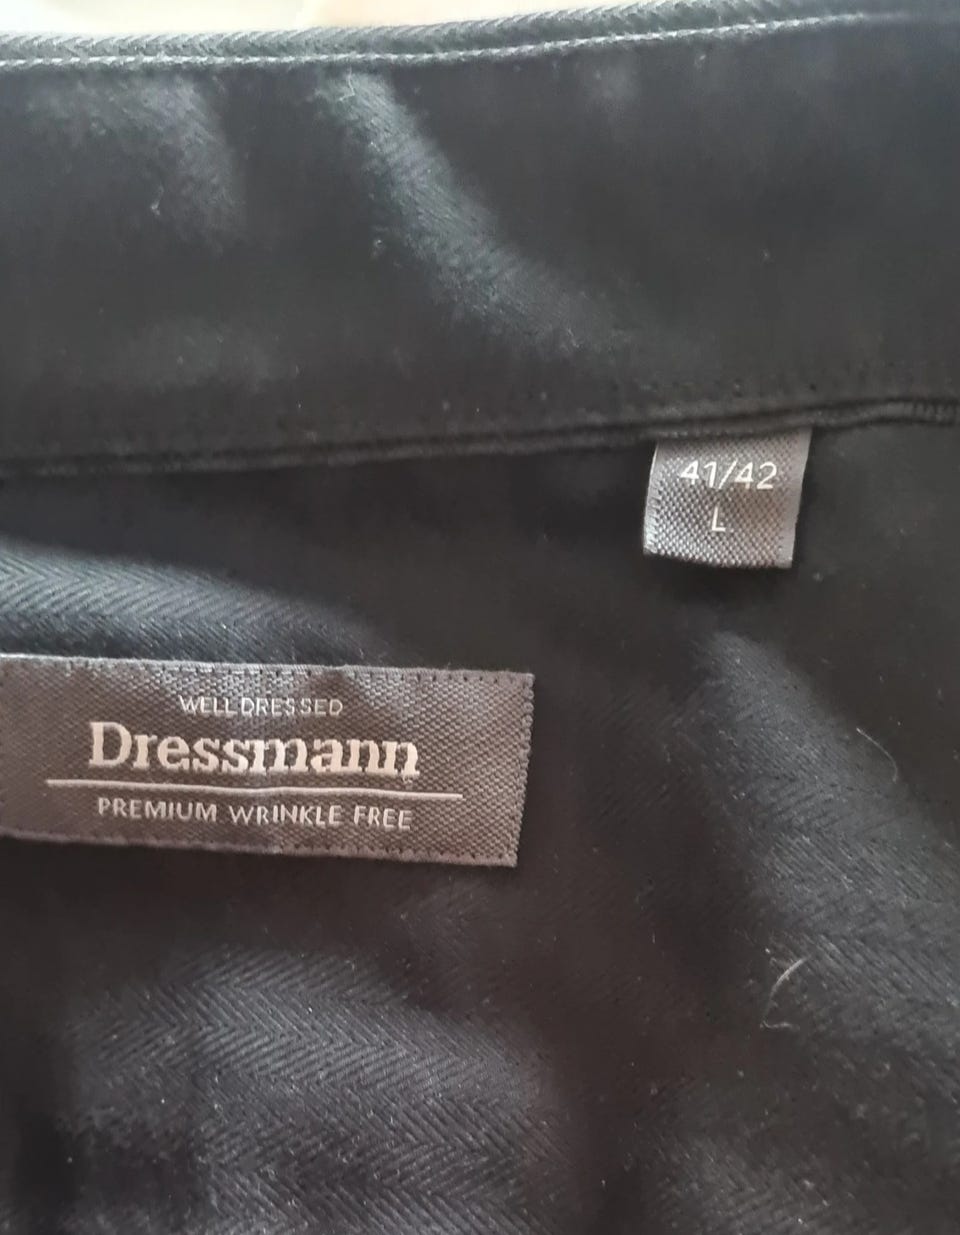 41/42
L
WELL DRESSED
Dressmann
PREMIUM WRINKLE FREE